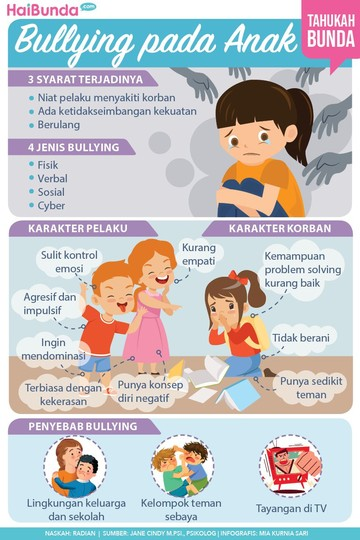 HaiBunda.com
TAHUKAH
BUNDA
Bullying pada Anak
3 SYARAT TERJADINYA
Niat pelaku menyakiti korban
Ada ketidakseimbangan kekuatan
Berulang
4 JENIS BULLYING
Fisik
Verbal
Sosial
Cyber
KARAKTER PELAKU
Sulit kontrol
emosi
Kurang
empati
Agresif dan
impulsif
Ingin
mendominasi
Terbiasa dengan
kekerasan
Punya konsep
diri negatif
KARAKTER KORBAN
Kemampuan
problem solving
kurang baik
Tidak berani
Punya sedikit
teman
PENYEBAB BULLYING
Lingkungan keluarga
dan sekolah
Kelompok teman
sebaya
Tayangan di TV
NASKAH: RADIAN | SUMBER: JANE CINDY M.PSI., PSIKOLOG | INFOGRAFIS: MIA KURNIA SARI